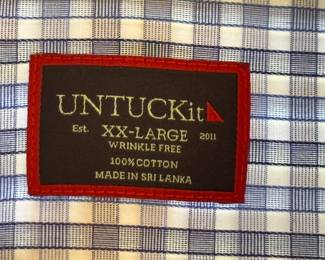 UNTUCKit
Est. XX-LARGE 2011
WRINKLE FREE
100% COTTON
MADE IN SRI LANKA